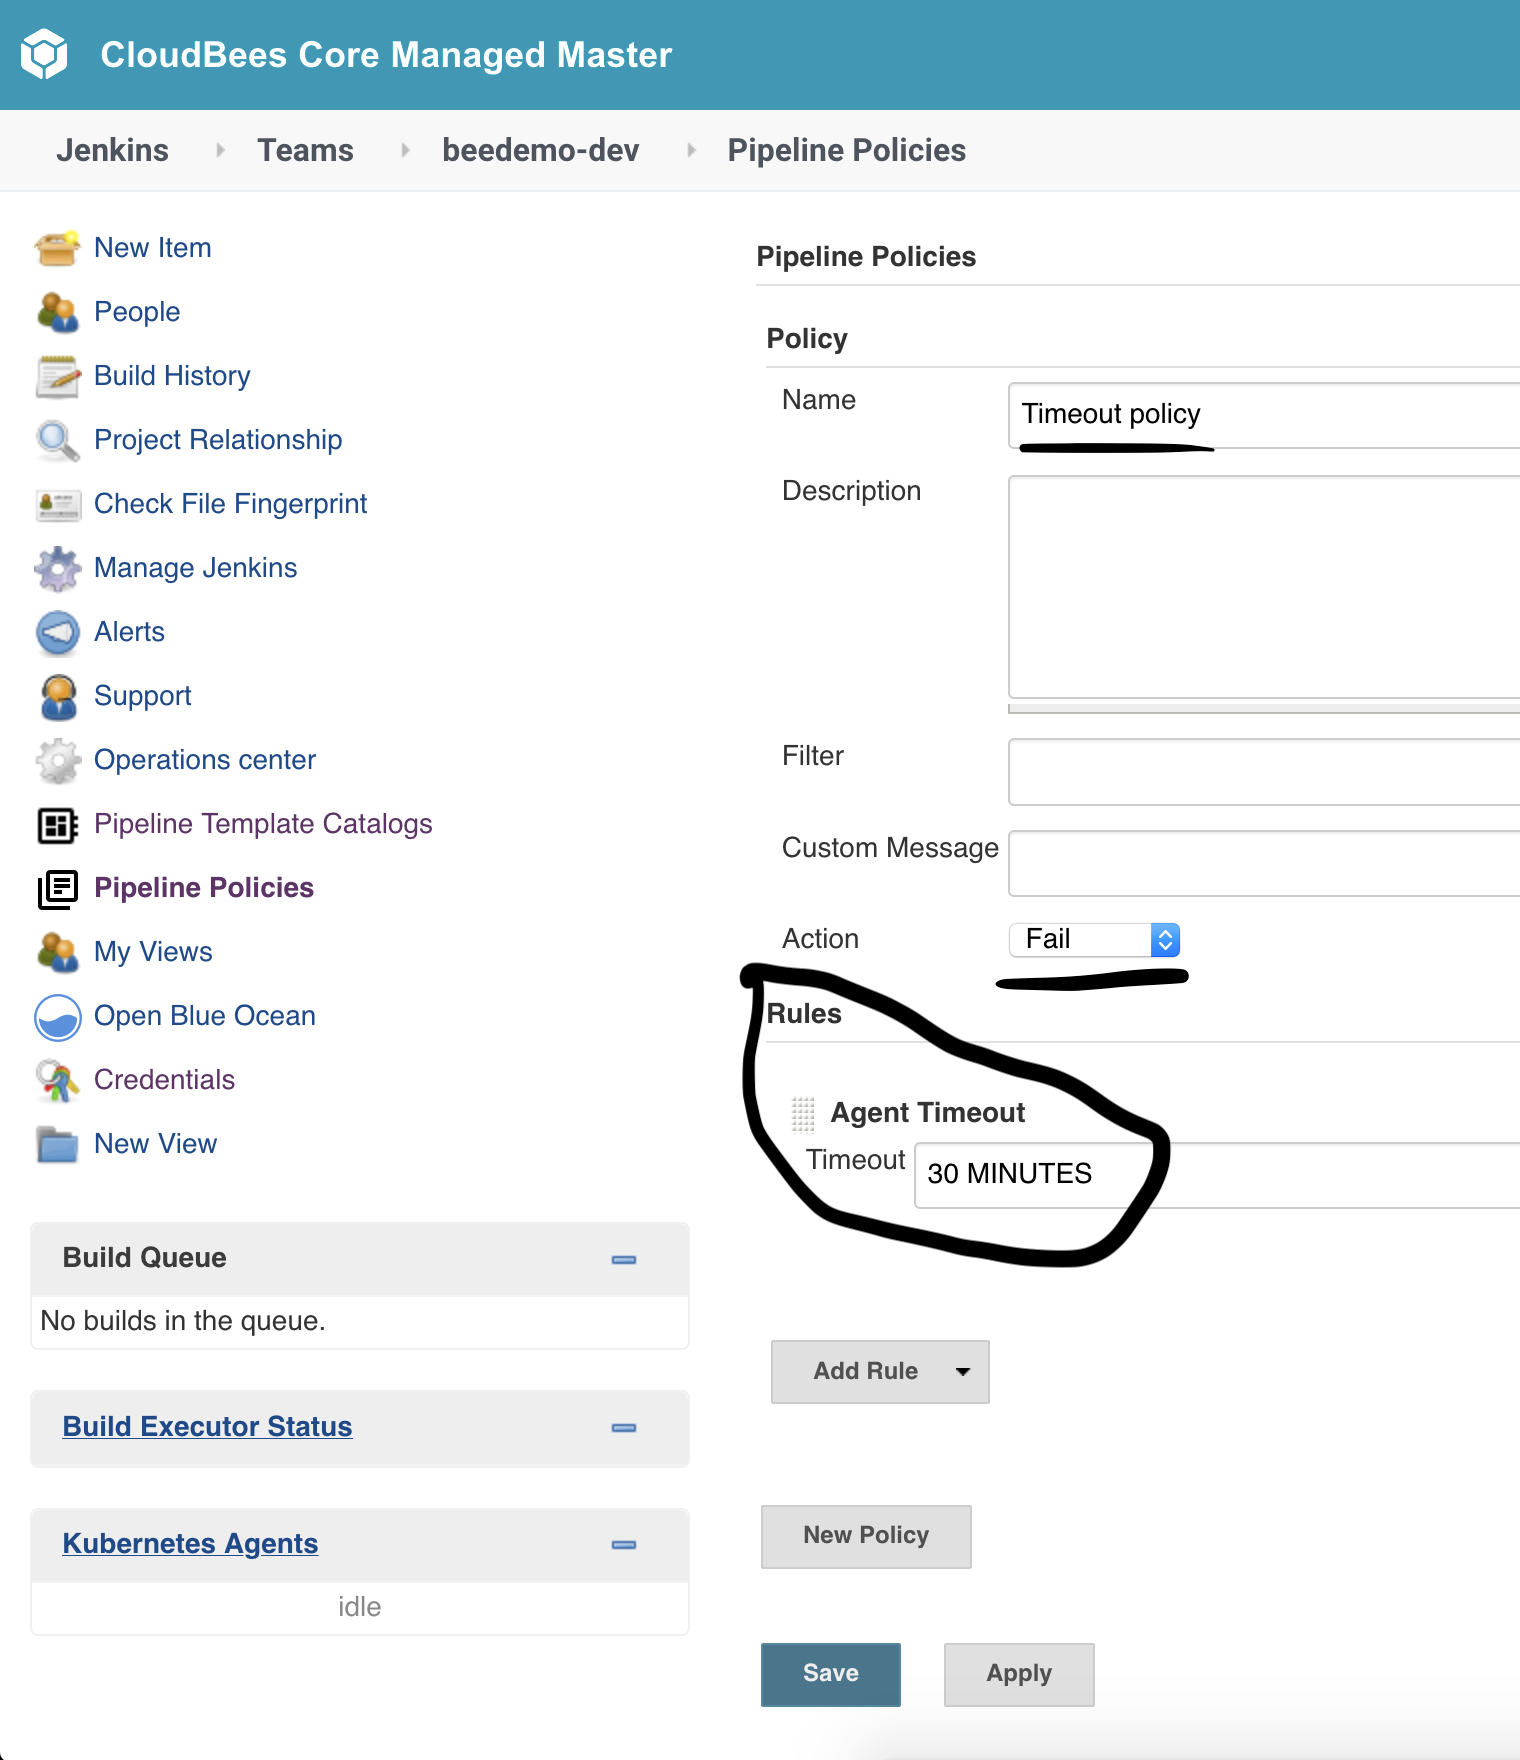 CloudBees Core Managed Master
Jenkins Teams beedemo-dev Pipeline Policies
New Item
People
Build History
Project Relationship
Check File Fingerprint
Manage Jenkins
Alerts
Support
Operations center
Pipeline Template Catalogs
Pipeline Policies
My Views
Open Blue Ocean
Credentials
New View
Build Queue
No builds in the queue.
Build Executor Status
Kubernetes Agents
idle
Pipeline Policies
Policy
Name Timeout policy
Description
Filter
Custom Message
Action Fail
Rules
Agent Timeout
Timeout 30 MINUTES
Add Rule
New Policy
Save Apply